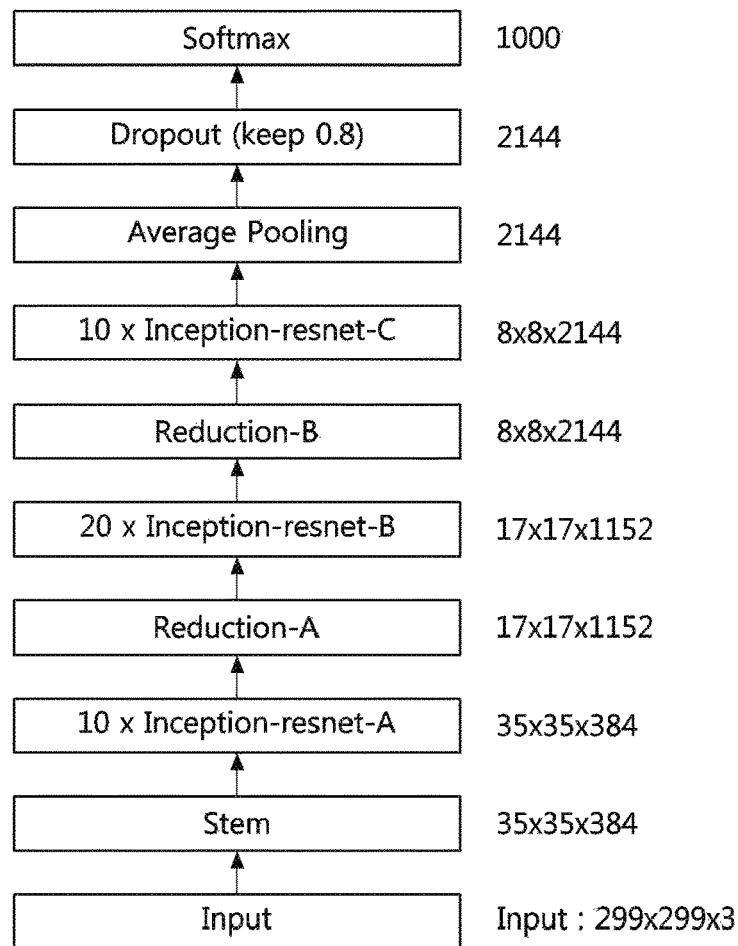 Softmax 1000
Dropout (keep 0.8) 2144
Average Pooling 2144
10 x Inception-resnet-C 8x8x2144
Reduction-B 8x8x2144
20 x Inception-resnet-B 17x17x1152
Reduction-A 17x17x1152
10 x Inception-resnet-A 35x35x384
Stem 35x35x384
Input Input : 299x299x3